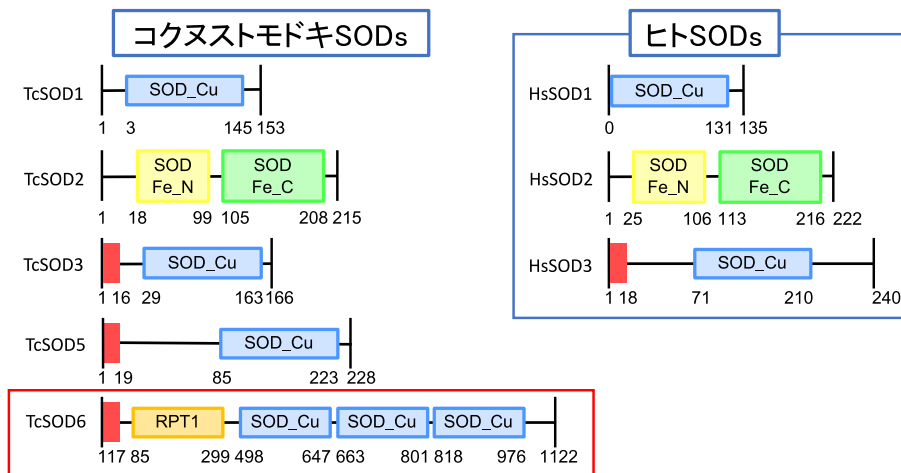 コクヌストモドキSODs
TcSOD1
SOD_Cu
1 3 145 153
TcSOD2
SOD Fe_N
SOD Fe_C
1 18 99 105 208 215
TcSOD3
SOD_Cu
1 16 29 163 166
TcSOD5
SOD_Cu
1 19 85 223 228
TcSOD6
RPT1 SOD_Cu SOD_Cu SOD_Cu
1 17 85 299 498 647 663 801 818 976 1122
ヒトSODs
HsSOD1
SOD_Cu
0 131 135
HsSOD2
SOD Fe_N
SOD Fe_C
1 25 106 113 216 222
HsSOD3
SOD_Cu
1 18 71 210 240